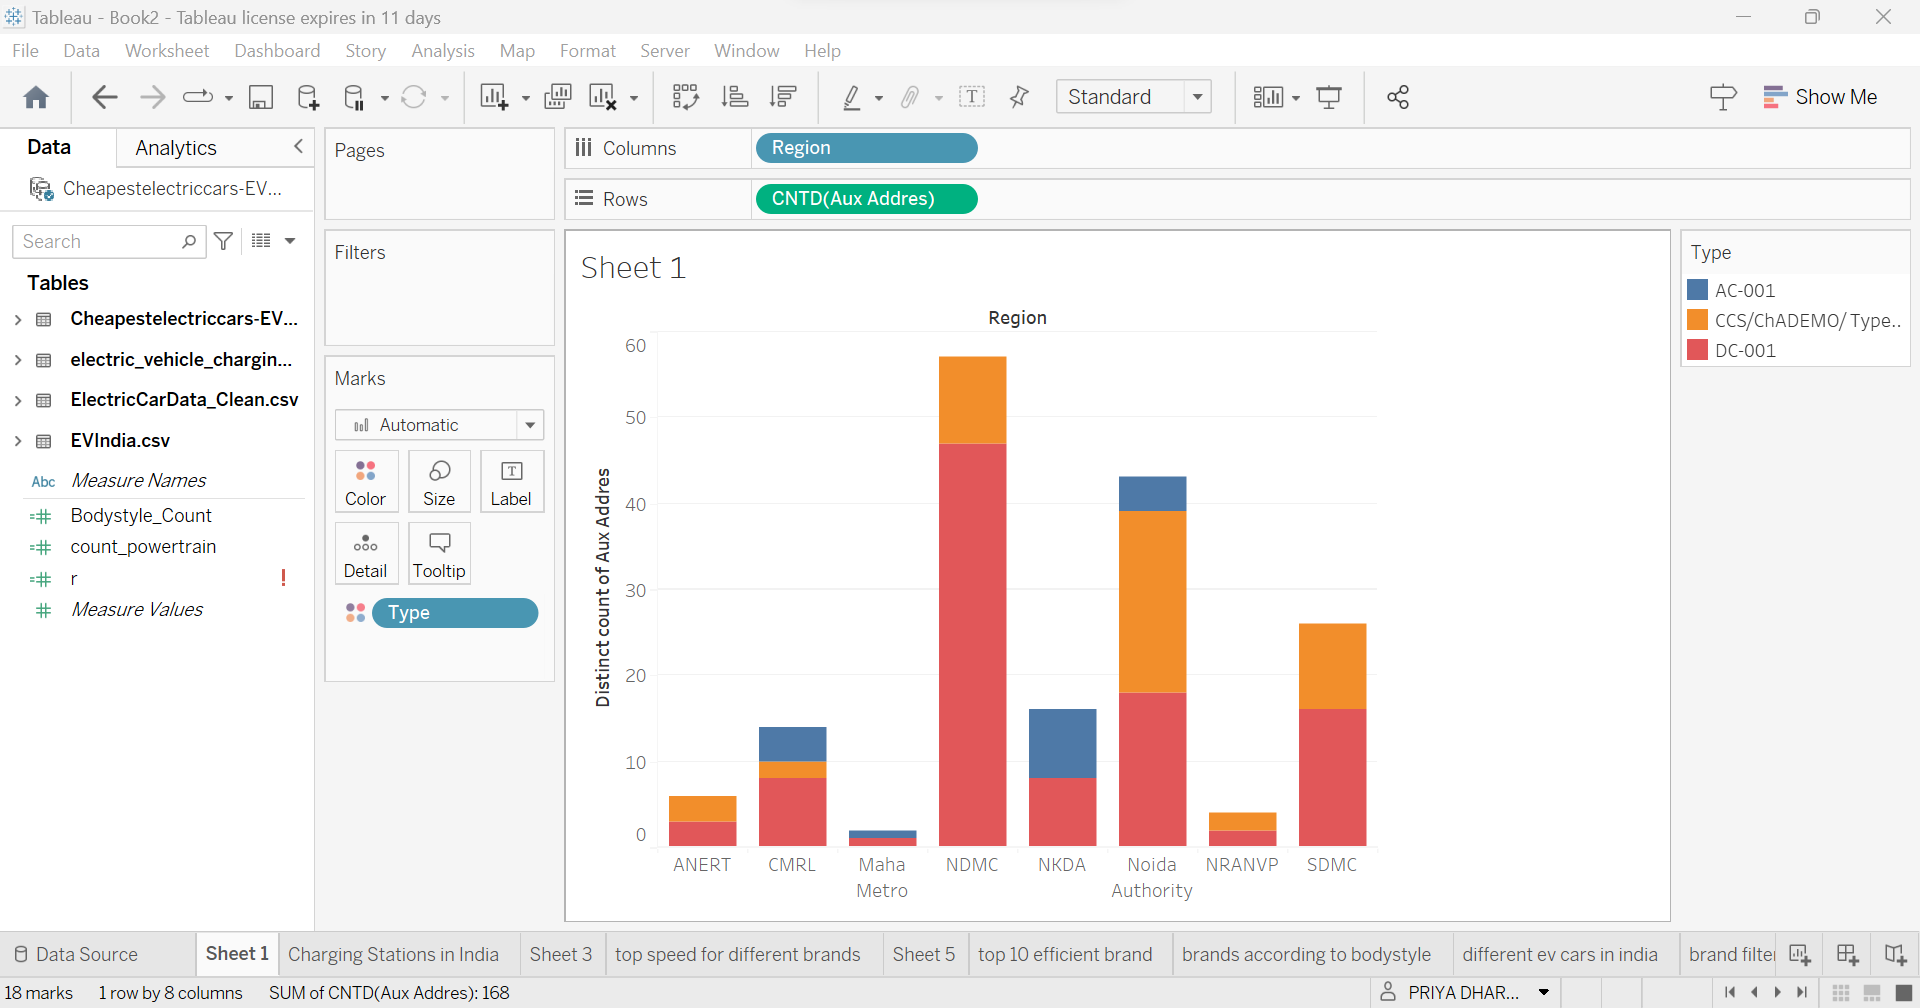 Tableau - Book2 - Tableau license expires in 11 days
File Data Worksheet Dashboard Story Analysis Map Format Server Window Help
Standard
Show Me
Data Analytics
Cheapestelectriccars-EV...
Search
Tables
Cheapestelectriccars-EV...
electric_vehicle_chargin...
ElectricCarData_Clean.csv
EVIndia.csv
Abc Measure Names
Bodystyle_Count
count_powertrain
r !
Measure Values
Pages
Filters
Marks
Automatic
Color Size Label
Detail Tooltip
Type
Columns Region
Rows CNTD(Aux Addres)
Sheet 1
Region
Distinct count of Aux Addres
60
50
40
30
20
10
0
ANERT CMRL Maha Metro NDMC NKDA Noida Authority NRANVP SDMC
Type
AC-001
CCS/ChADEMO/ Type..
DC-001
Data Source Sheet 1 Charging Stations in India Sheet 3 top speed for different brands Sheet 5 top 10 efficient brand brands according to bodystyle different ev cars in india brand filter
18 marks 1 row by 8 columns SUM of CNTD(Aux Addres): 168 PRIYA DHAR...